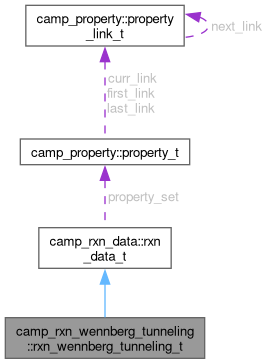 camp_property::property
_link_t
next_link
curr_link
first_link
last_link
camp_property::property_t
property_set
camp_rxn_data::rxn
_data_t
camp_rxn_wennberg_tunneling
::rxn_wennberg_tunneling_t